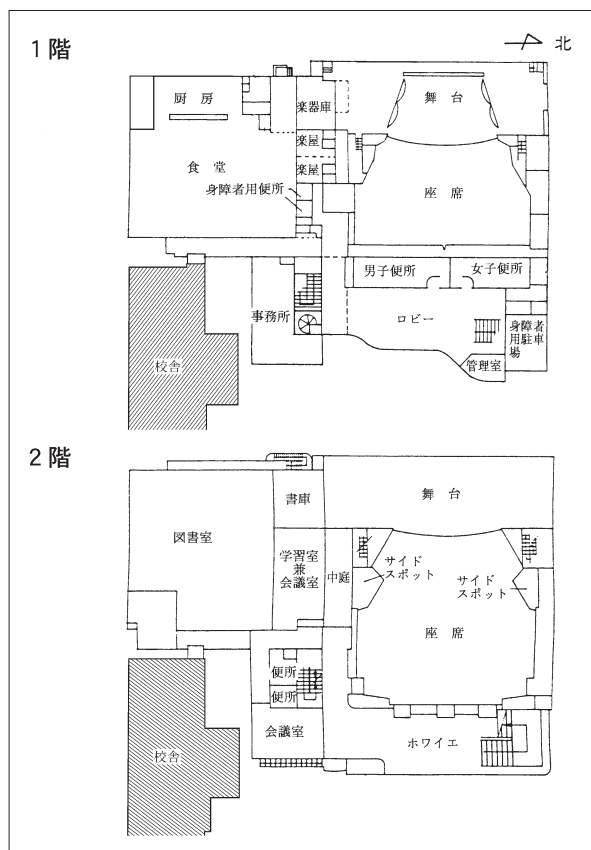 1階
北
厨房
楽器庫
舞台
楽屋
食堂
楽屋
座席
身障者用便所
男子便所
女子便所
事務所
ロビー
身障者
用駐車
場
校舎
管理室
2階
書庫
舞台
図書室
学習室
兼
会議室
中庭
サイド
スポット
サイド
スポット
座席
便所
便所
会議室
ホワイエ
校舎